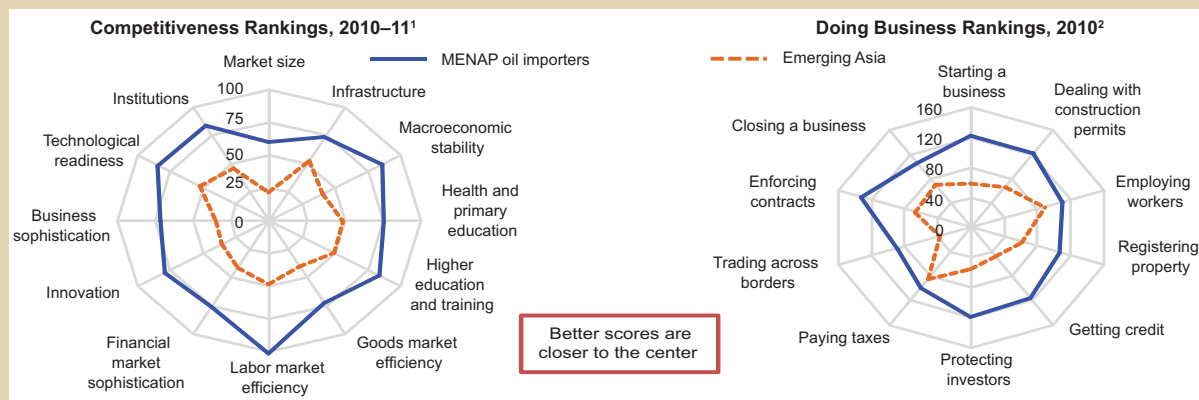 Competitiveness Rankings, 2010–11¹
Doing Business Rankings, 2010²
MENAP oil importers
Emerging Asia
Market size
Infrastructure
Macroeconomic
stability
Health and
primary
education
Higher
education
and training
Goods market
efficiency
Labor market
efficiency
Financial
market
sophistication
Innovation
Business
sophistication
Technological
readiness
Institutions
100
75
50
25
0
Better scores are
closer to the center
Starting a
business
Dealing with
construction
permits
Employing
workers
Registering
property
Getting credit
Protecting
investors
Paying taxes
Trading across
borders
Enforcing
contracts
Closing a business
160
120
80
40
0